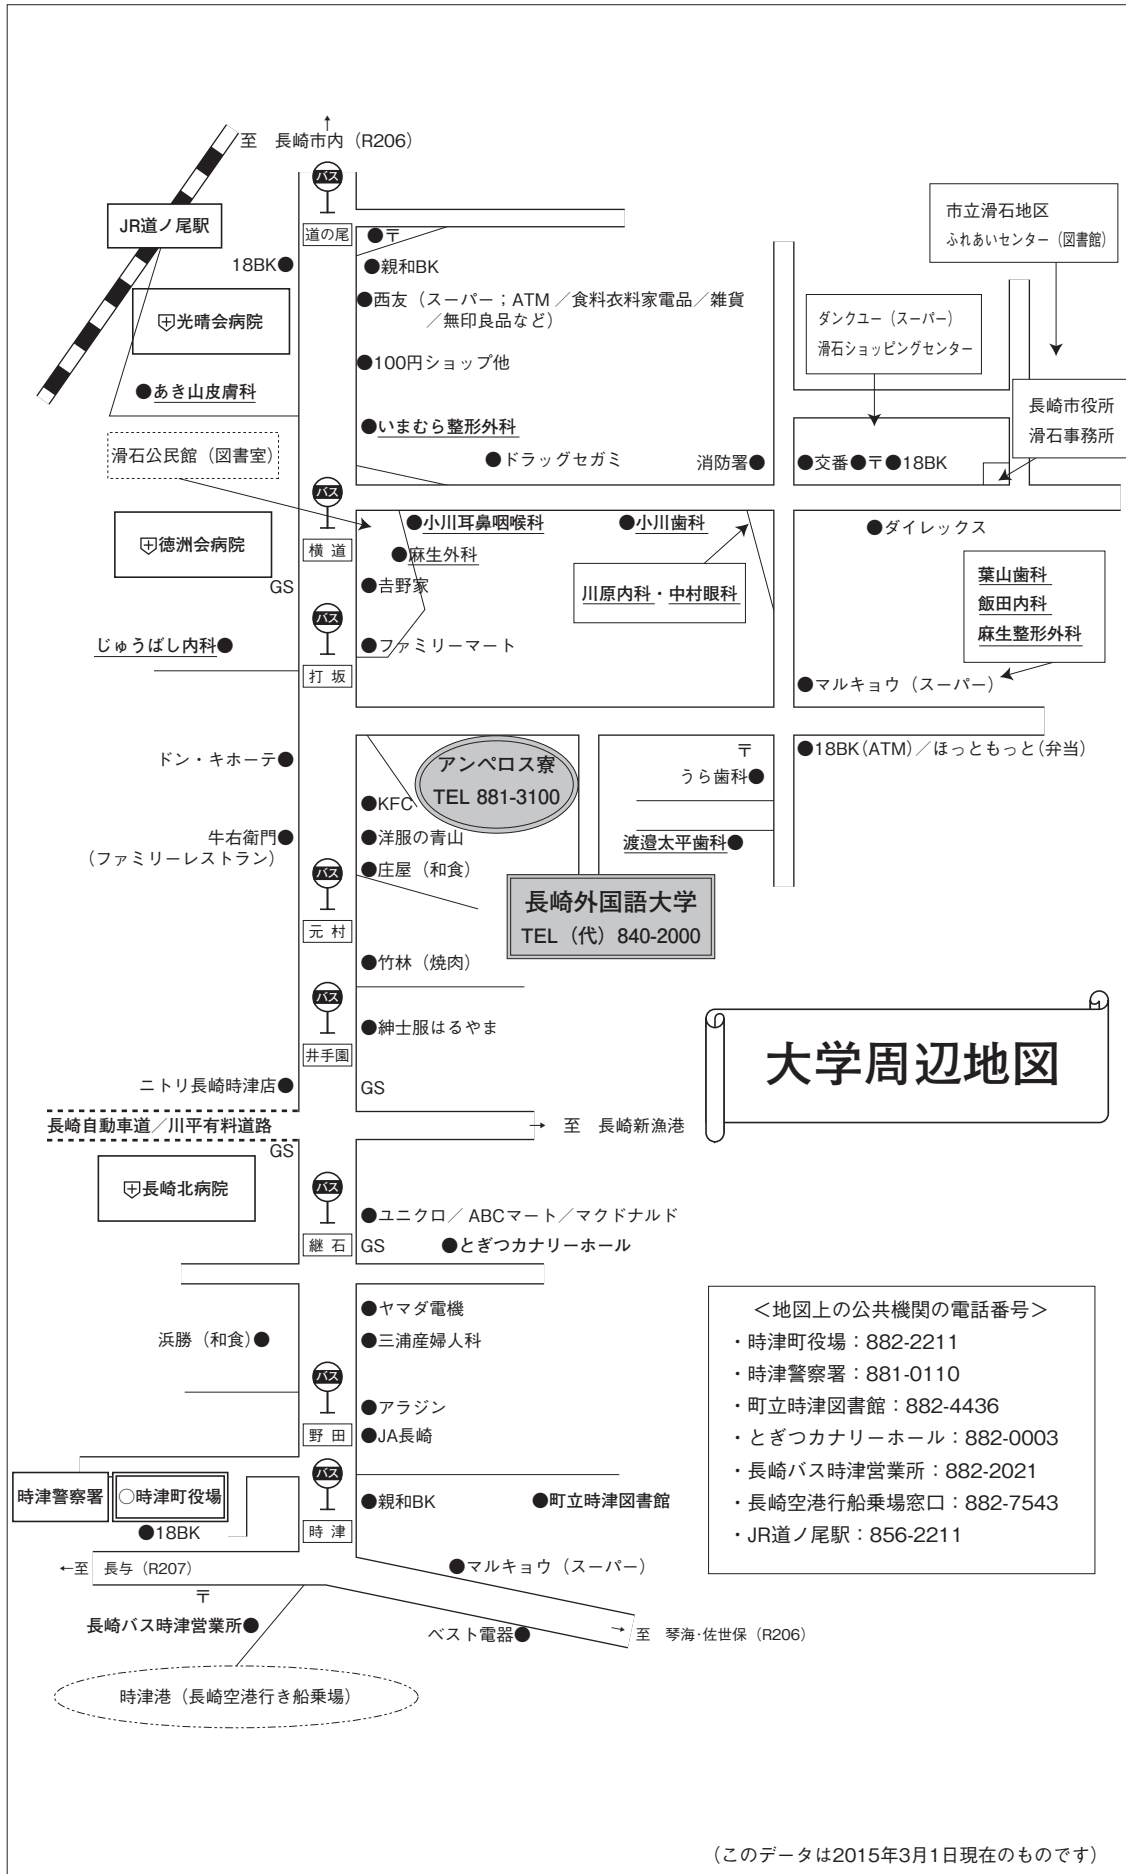 ↑
至 長崎市内（R206）
バス
道の尾
JR道ノ尾駅
●〒
18BK●
●親和BK
市立滑石地区
ふれあいセンター（図書館）
光晴会病院
●西友（スーパー；ATM／食料衣料家電品／雑貨
／無印良品など）
ダンクユー（スーパー）
滑石ショッピングセンター
●100円ショップ他
●あき山皮膚科
長崎市役所
滑石事務所
●いまむら整形外科
滑石公民館（図書室）
●ドラッグセガミ
消防署●
●交番●〒●18BK
バス
横 道
●小川耳鼻咽喉科
●小川歯科
●ダイレックス
徳洲会病院
●麻生外科
GS
●吉野家
川原内科・中村眼科
葉山歯科
飯田内科
麻生整形外科
バス
打 坂
じゅうばし内科●
●ファミリーマート
●マルキョウ（スーパー）
ドン・キホーテ●
アンペロス寮
TEL 881-3100
〒
うら歯科●
●18BK(ATM)／ほっともっと(弁当)
●KFC
牛右衛門●
（ファミリーレストラン）
●洋服の青山
渡邉太平歯科●
●庄屋（和食）
バス
元 村
長崎外国語大学
TEL（代）840-2000
●竹林（焼肉）
バス
井手園
●紳士服はるやま
大学周辺地図
ニトリ長崎時津店●
GS
長崎自動車道／川平有料道路
→ 至 長崎新漁港
GS
長崎北病院
バス
継 石
●ユニクロ／ABCマート／マクドナルド
GS
●とぎつカナリーホール
●ヤマダ電機
浜勝（和食）●
●三浦産婦人科
バス
野 田
●アラジン
●JA長崎
＜地図上の公共機関の電話番号＞
・時津町役場：882-2211
・時津警察署：881-0110
・町立時津図書館：882-4436
・とぎつカナリーホール：882-0003
・長崎バス時津営業所：882-2021
・長崎空港行船乗場窓口：882-7543
・JR道ノ尾駅：856-2211
時津警察署
○時津町役場
バス
時 津
●親和BK
●町立時津図書館
●18BK
←至 長与（R207）
●マルキョウ（スーパー）
〒
長崎バス時津営業所●
ベスト電器●
→ 至 琴海・佐世保（R206）
時津港（長崎空港行き船乗場）
（このデータは2015年3月1日現在のものです）